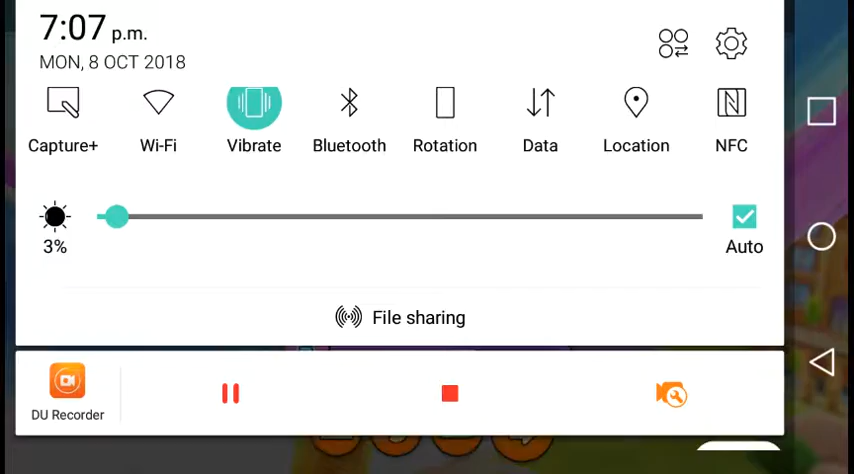 7:07 p.m.
MON, 8 OCT 2018
Capture+ Wi-Fi Vibrate Bluetooth Rotation Data Location NFC
3% Auto
File sharing
DU Recorder